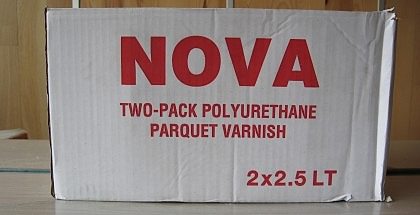 NOVA
TWO-PACK POLYURETHANE
PARQUET VARNISH
2x2.5 LT